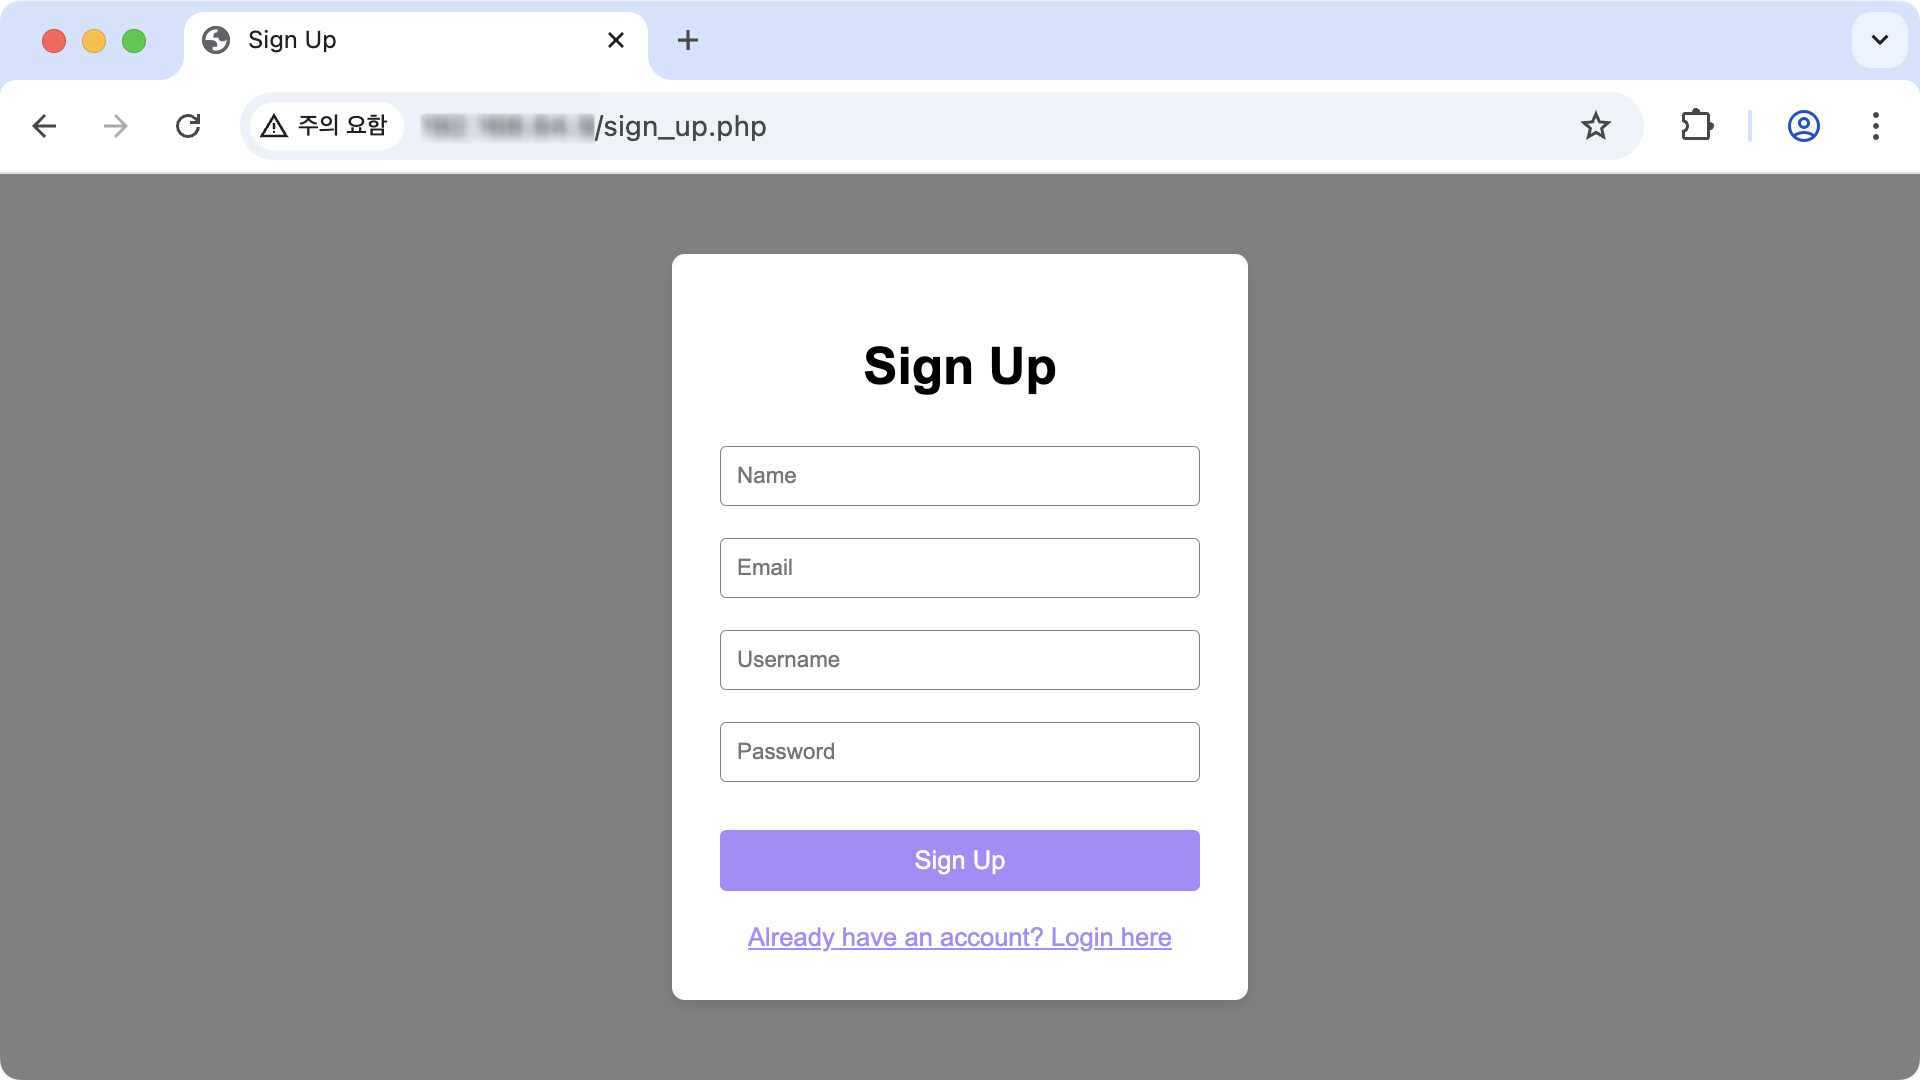 Sign Up
주의 요함
/sign_up.php
Sign Up
Name
Email
Username
Password
Sign Up
Already have an account? Login here